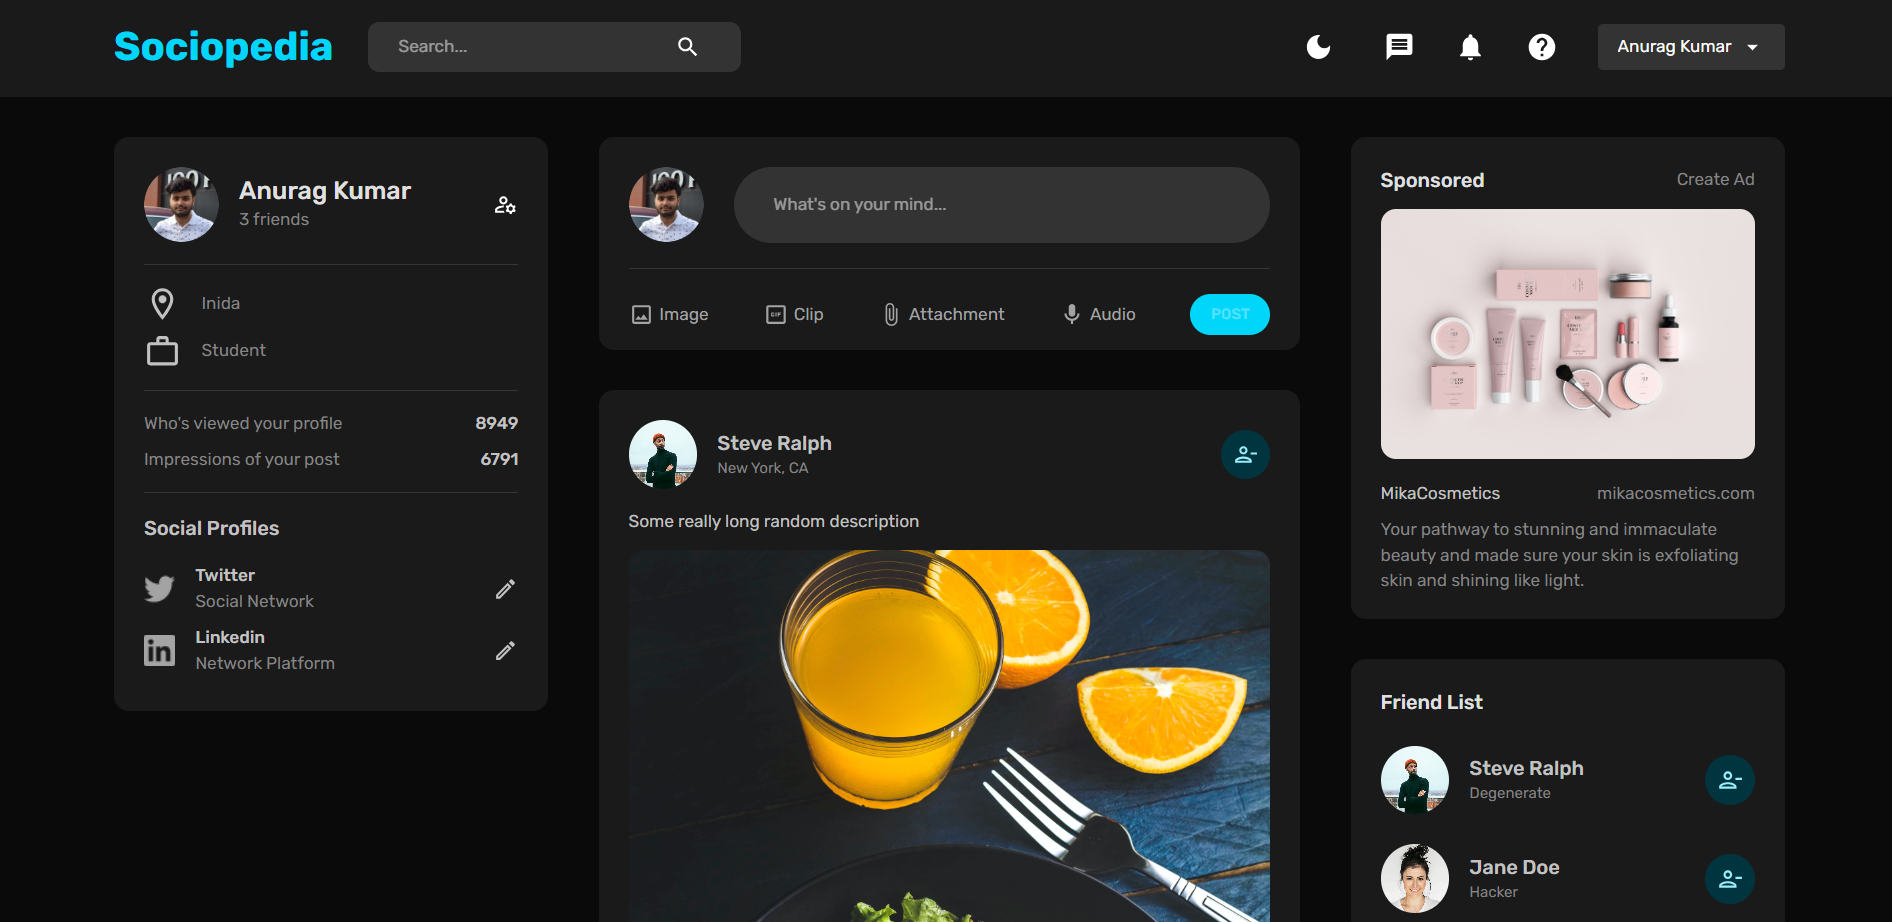 Sociopedia
Search...
Anurag Kumar
Anurag Kumar
3 friends
Inida
Student
Who's viewed your profile 8949
Impressions of your post 6791
Social Profiles
Twitter
Social Network
Linkedin
Network Platform
What's on your mind...
Image
GIF
Clip
Attachment
Audio
POST
Steve Ralph
New York, CA
Some really long random description
Sponsored
Create Ad
MikaCosmetics
mikacosmetics.com
Your pathway to stunning and immaculate
beauty and made sure your skin is exfoliating
skin and shining like light.
Friend List
Steve Ralph
Degenerate
Jane Doe
Hacker